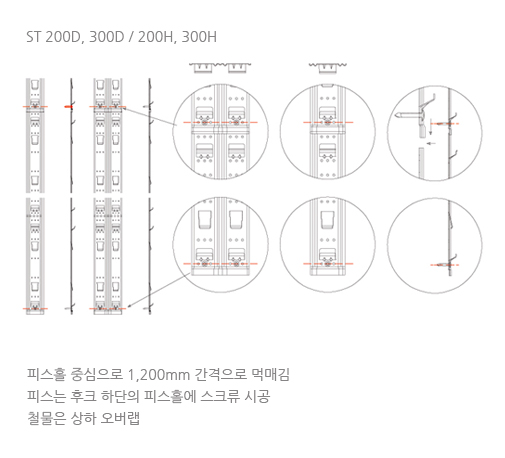 ST 200D, 300D / 200H, 300H
피스홀 중심으로 1,200mm 간격으로 먹매김
피스는 후크 하단의 피스홀에 스크류 시공
철물은 상하 오버랩